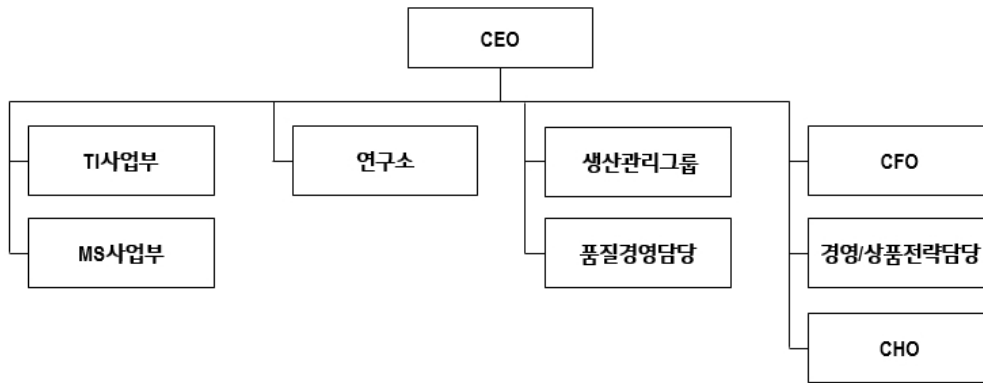 CEO
TI사업부
연구소
생산관리그룹
CFO
MS사업부
품질경영담당
경영/상품전략담당
CHO